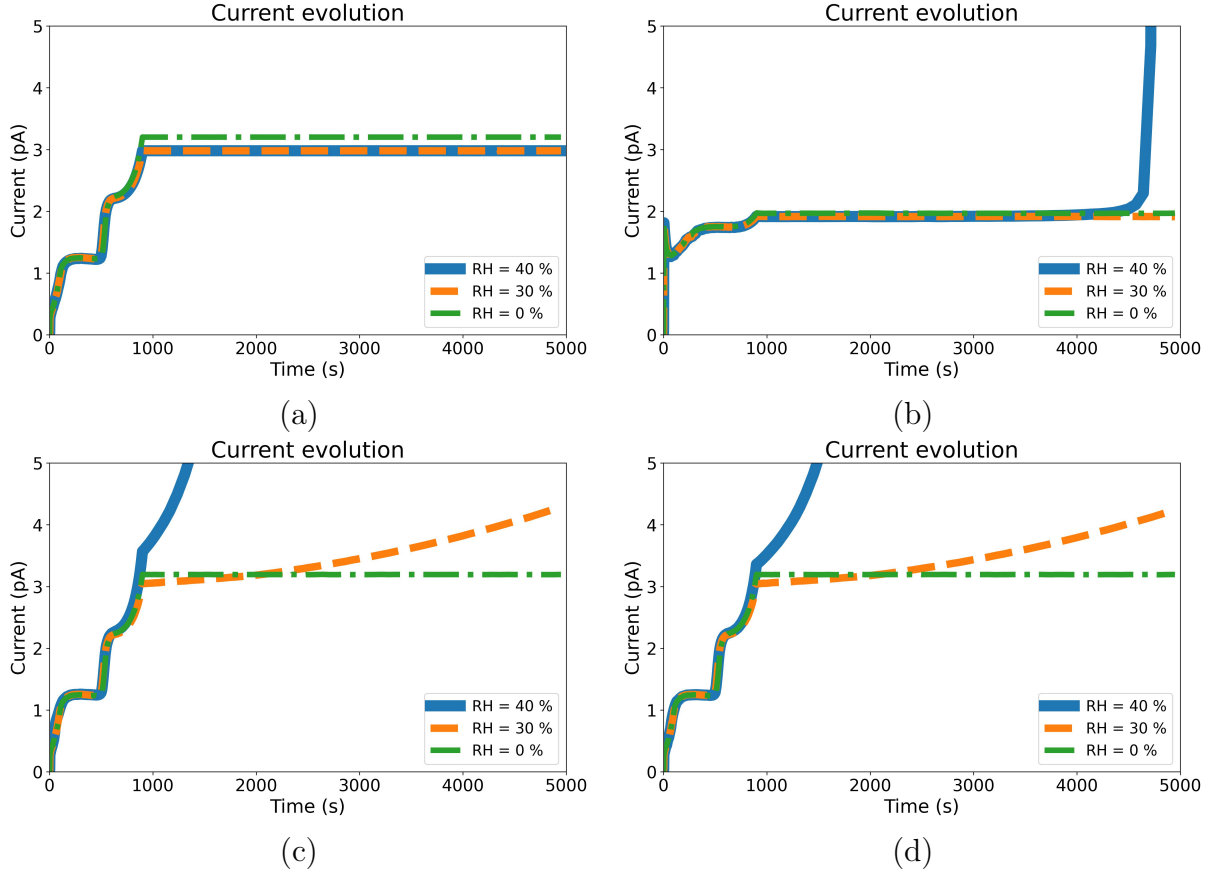 Current evolution
Current (pA)
5
4
3
2
1
0
RH = 40 %
RH = 30 %
RH = 0 %
0 1000 2000 3000 4000 5000
Time (s)
(a)
Current evolution
Current (pA)
5
4
3
2
1
0
RH = 40 %
RH = 30 %
RH = 0 %
0 1000 2000 3000 4000 5000
Time (s)
(b)
Current evolution
Current (pA)
5
4
3
2
1
0
RH = 40 %
RH = 30 %
RH = 0 %
0 1000 2000 3000 4000 5000
Time (s)
(c)
Current evolution
Current (pA)
5
4
3
2
1
0
RH = 40 %
RH = 30 %
RH = 0 %
0 1000 2000 3000 4000 5000
Time (s)
(d)